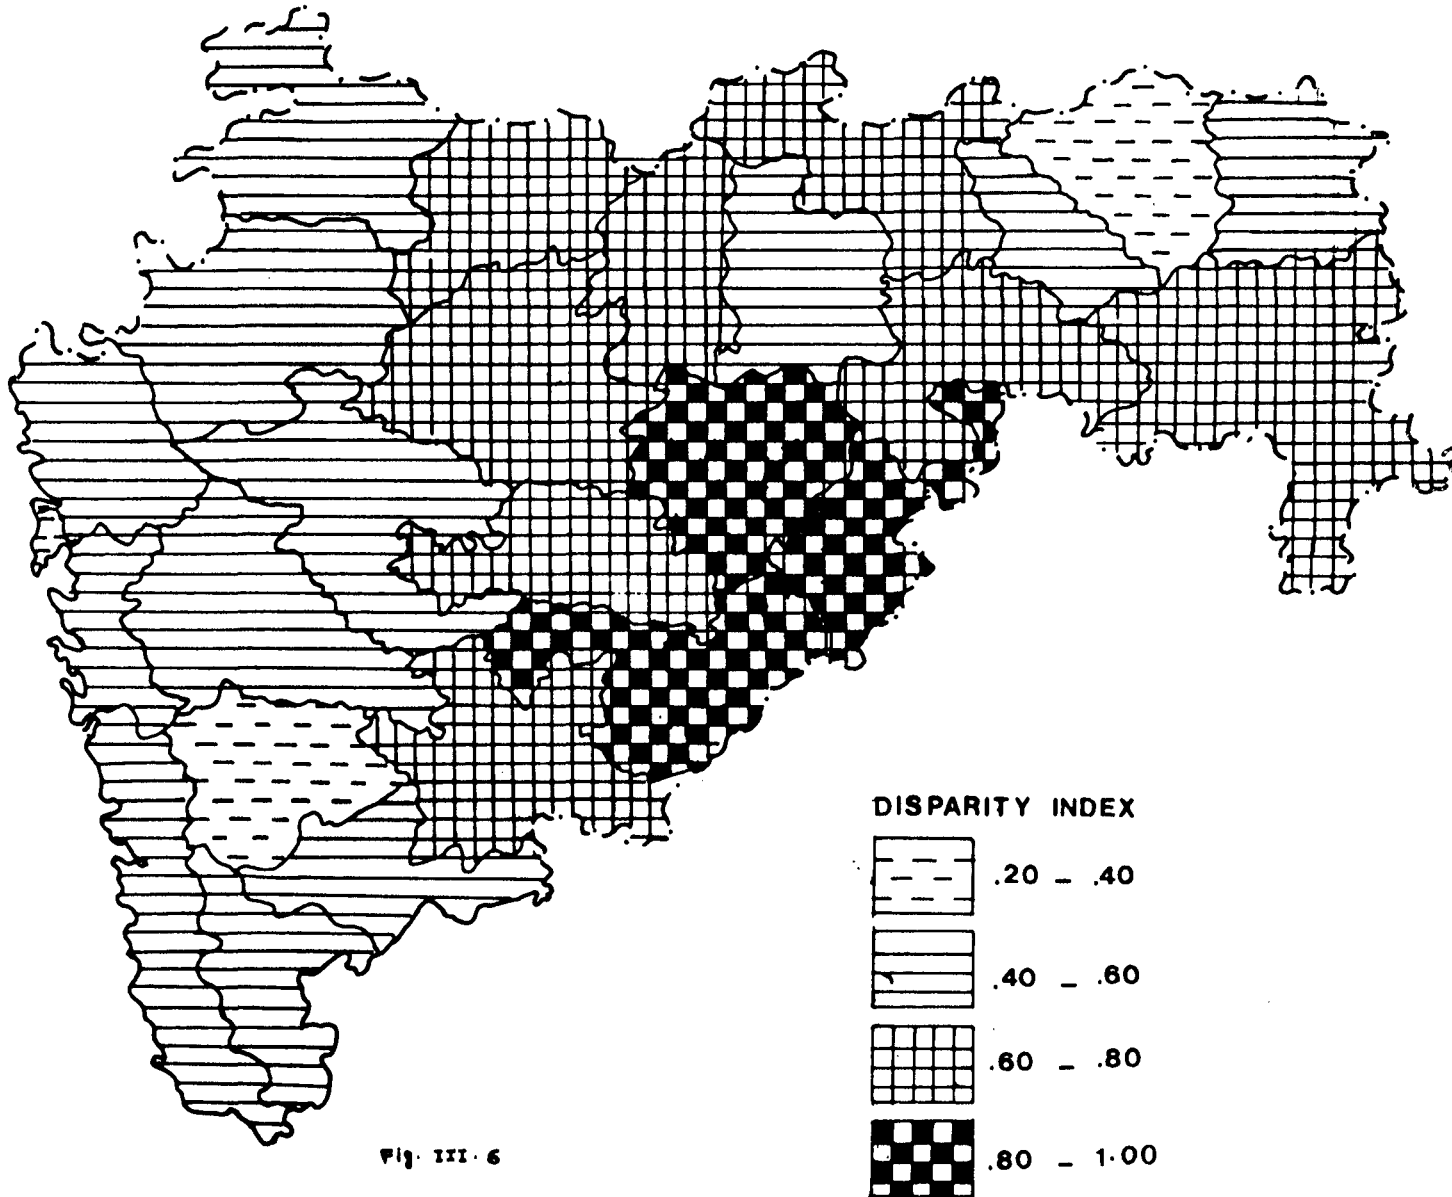 DISPARITY INDEX
.20 – .40
.40 – .60
.60 – .80
.80 – 1.00
Fig. III.6